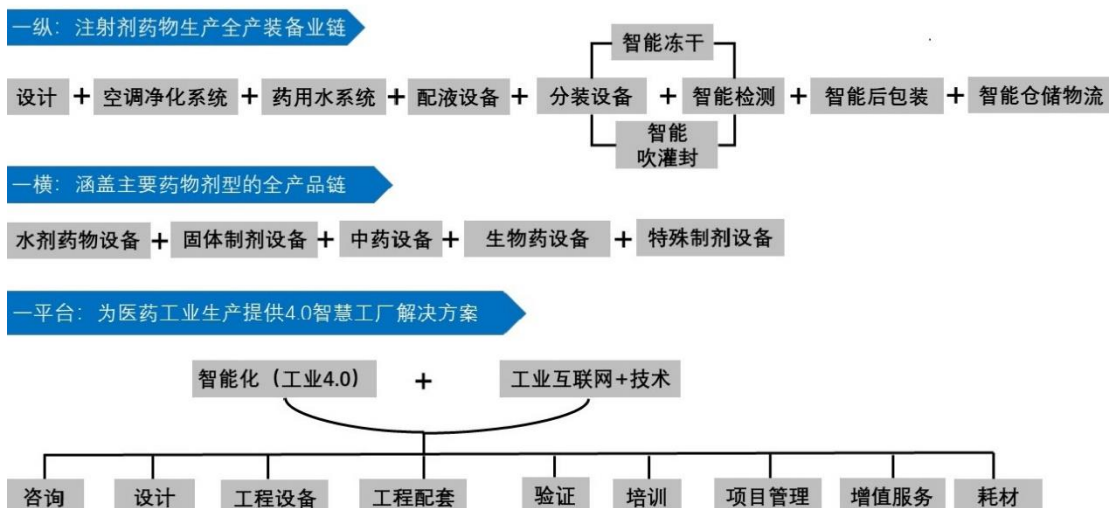 一纵：注射剂药物生产全产装备业链
智能冻干
设计 + 空调净化系统 + 药用水系统 + 配液设备 + 分装设备 + 智能检测 + 智能后包装 + 智能仓储物流
智能
吹灌封
一横：涵盖主要药物剂型的全产品链
水剂药物设备 + 固体制剂设备 + 中药设备 + 生物药设备 + 特殊制剂设备
一平台：为医药工业生产提供4.0智慧工厂解决方案
智能化（工业4.0） + 工业互联网+技术
咨询 设计 工程设备 工程配套 验证 培训 项目管理 增值服务 耗材